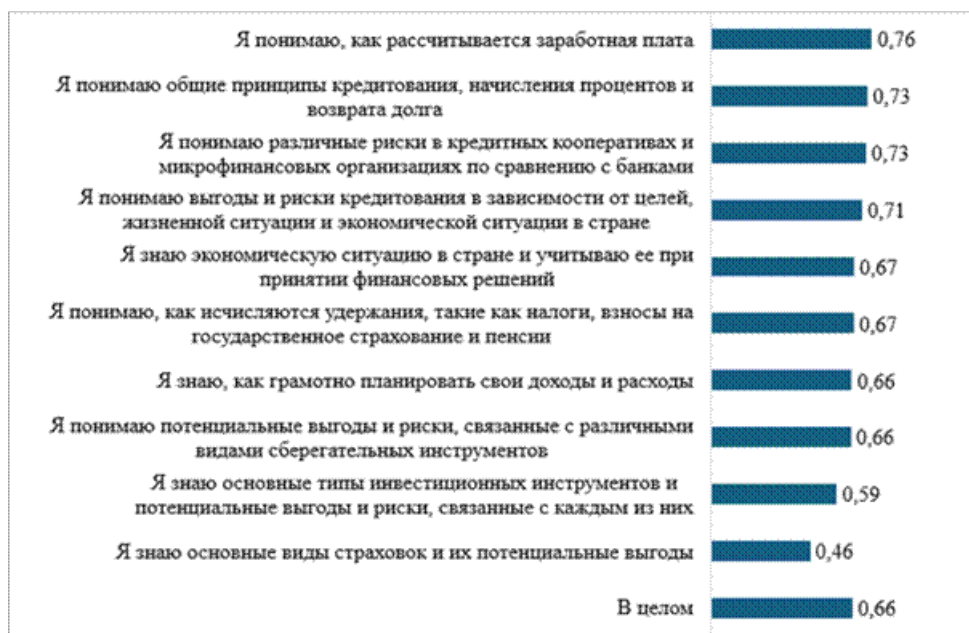 Я понимаю, как рассчитывается заработная плата
0,76
Я понимаю общие принципы кредитования, начисления процентов и
возврата долга
0,73
Я понимаю различные риски в кредитных кооперативах и
микрофинансовых организациях по сравнению с банками
0,73
Я понимаю выгоды и риски кредитования в зависимости от целей,
жизненной ситуации и экономической ситуации в стране
0,71
Я знаю экономическую ситуацию в стране и учитываю ее при
принятии финансовых решений
0,67
Я понимаю, как исчисляются удержания, такие как налоги, взносы на
государственное страхование и пенсии
0,67
Я знаю, как грамотно планировать свои доходы и расходы
0,66
Я понимаю потенциальные выгоды и риски, связанные с различными
видами сберегательных инструментов
0,66
Я знаю основные типы инвестиционных инструментов и
потенциальные выгоды и риски, связанные с каждым из них
0,59
Я знаю основные виды страховок и их потенциальные выгоды
0,46
В целом
0,66